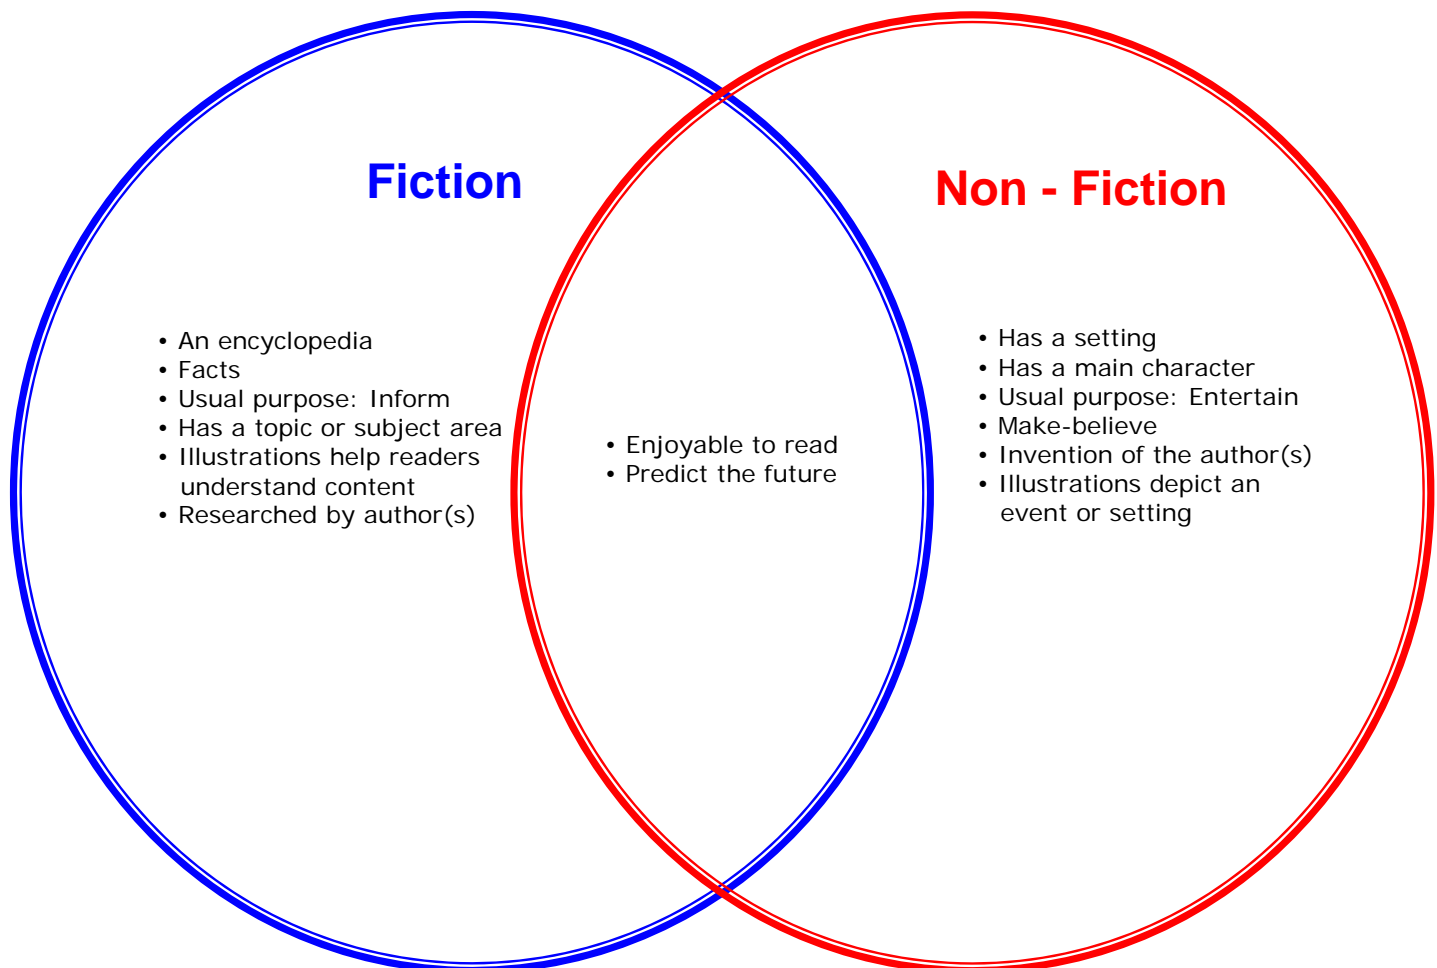 Fiction
• An encyclopedia
• Facts
• Usual purpose: Inform
• Has a topic or subject area
• Illustrations help readers
understand content
• Researched by author(s)
• Enjoyable to read
• Predict the future
Non - Fiction
• Has a setting
• Has a main character
• Usual purpose: Entertain
• Make-believe
• Invention of the author(s)
• Illustrations depict an
event or setting